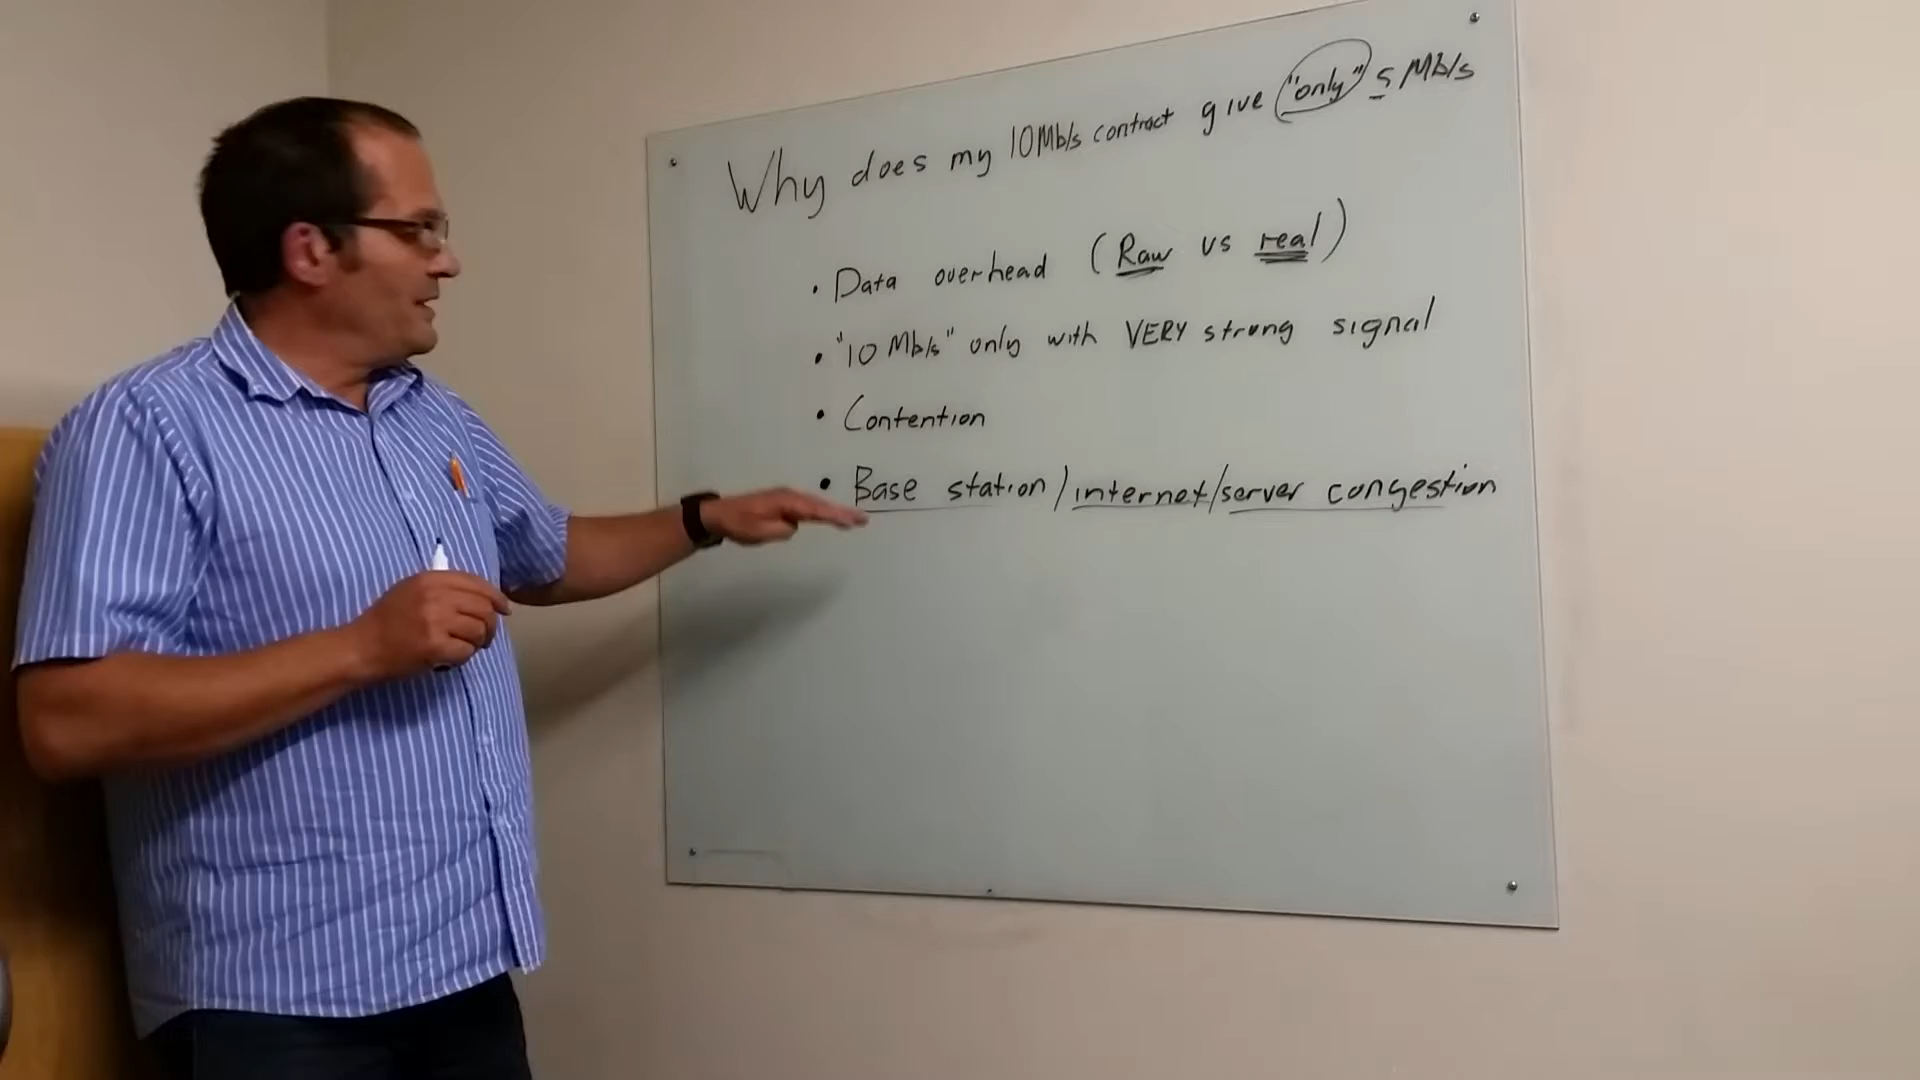 Why does my 10Mb/s contract give "only" 5 Mb/s
• Data overhead (Raw vs real)
• "10 Mb/s" only with VERY strong signal
• Contention
• Base station/internet/server congestion